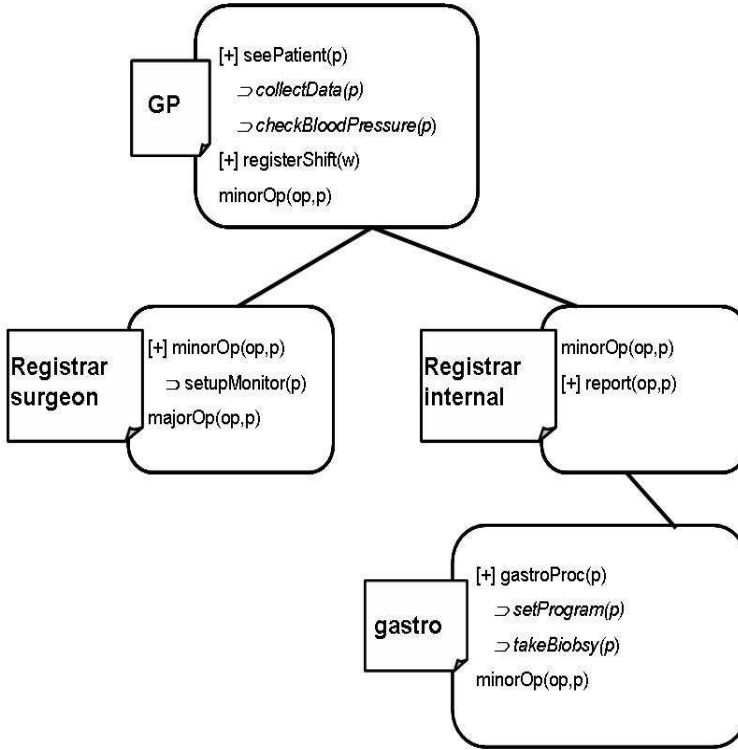 GP
[+] seePatient(p)
⊃ collectData(p)
⊃ checkBloodPressure(p)
[+] registerShift(w)
minorOp(op,p)
Registrar
surgeon
[+] minorOp(op,p)
⊃ setupMonitor(p)
majorOp(op,p)
Registrar
internal
minorOp(op,p)
[+] report(op,p)
gastro
[+] gastroProc(p)
⊃ setProgram(p)
⊃ takeBiobsy(p)
minorOp(op,p)